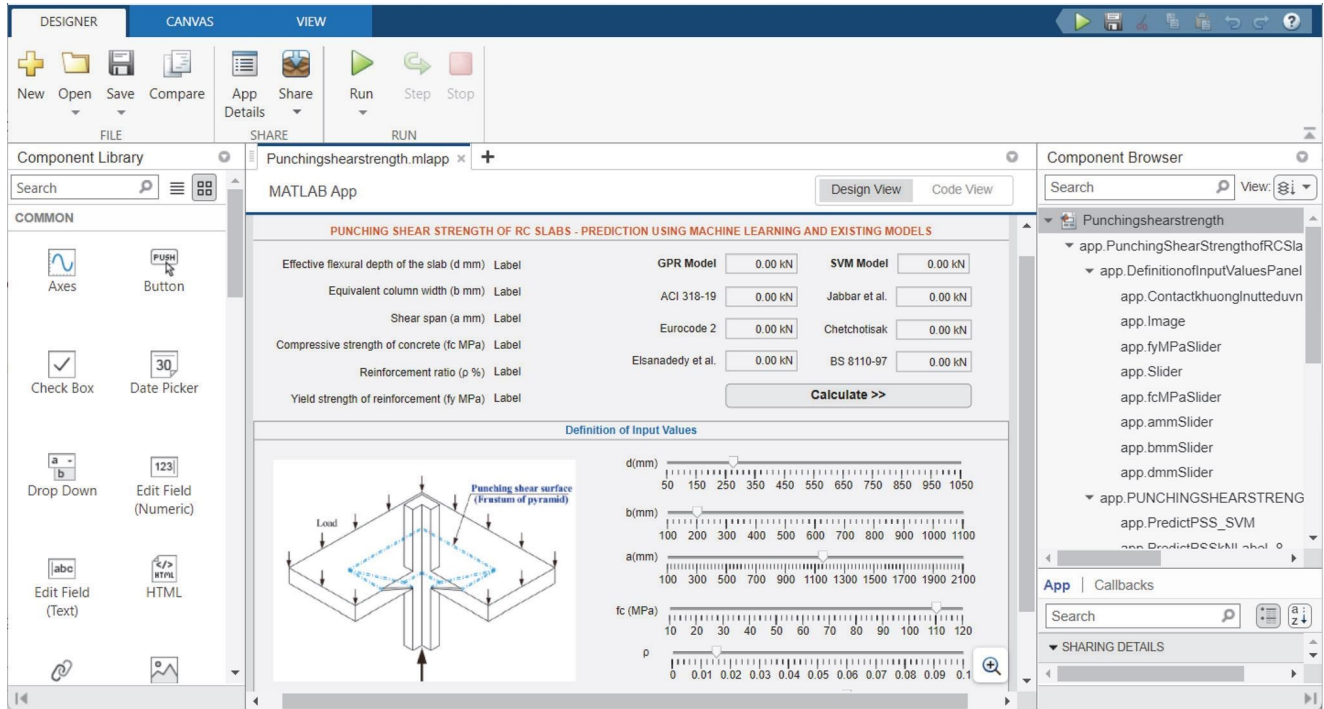 DESIGNER CANVAS VIEW
New Open Save Compare App Details Share Run Step Stop
FILE SHARE RUN
Component Library
Search
COMMON
Axes
PUSH
Button
Check Box
30
Date Picker
a
b
Drop Down
123
Edit Field
(Numeric)
abc
Edit Field
(Text)
</>
HTML
HTML
Punchingshearstrength.mlapp
MATLAB App
Design View Code View
PUNCHING SHEAR STRENGTH OF RC SLABS - PREDICTION USING MACHINE LEARNING AND EXISTING MODELS
Effective flexural depth of the slab (d mm) Label
Equivalent column width (b mm) Label
Shear span (a mm) Label
Compressive strength of concrete (fc MPa) Label
Reinforcement ratio (ρ %) Label
Yield strength of reinforcement (fy MPa) Label
GPR Model 0.00 kN SVM Model 0.00 kN
ACI 318-19 0.00 kN Jabbar et al. 0.00 kN
Eurocode 2 0.00 kN Chetchotisak 0.00 kN
Elsanadedy et al. 0.00 kN BS 8110-97 0.00 kN
Calculate >>
Definition of Input Values
Punching shear surface
(Frustum of pyramid)
Load
d(mm)
50 150 250 350 450 550 650 750 850 950 1050
b(mm)
100 200 300 400 500 600 700 800 900 1000 1100
a(mm)
100 300 500 700 900 1100 1300 1500 1700 1900 2100
fc (MPa)
10 20 30 40 50 60 70 80 90 100 110 120
ρ
0 0.01 0.02 0.03 0.04 0.05 0.06 0.07 0.08 0.09 0.1
Component Browser
Search View:
Punchingshearstrength
app.PunchingShearStrengthofRCSla
app.DefinitionofInputValuesPanel
app.ContactkhuonglnutteduVn
app.Image
app.fyMPaSlider
app.Slider
app.fcMPaSlider
app.ammSlider
app.bmmSlider
app.dmmSlider
app.PUNCHINGSHEARSTRENG
app.PredictPSS_SVM
app.PredictPSSkNLabel_8
App | Callbacks
Search
a
z
SHARING DETAILS